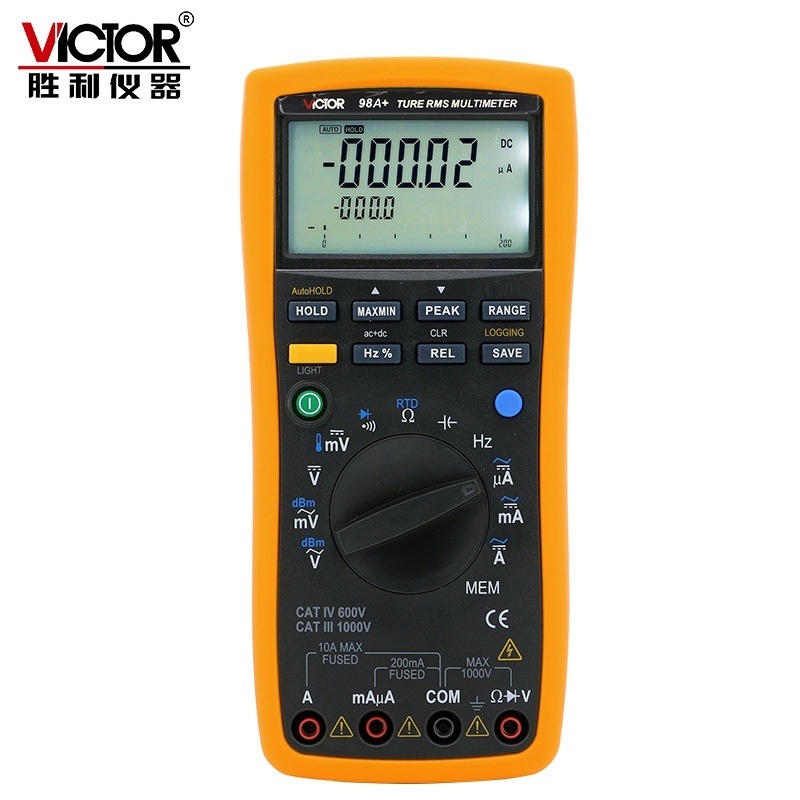 VICTOR®
胜利仪器
VICTOR 98A+ TURE RMS MULTIMETER
AUTO HOLD
-000.02 DC μA
-000.0
0 200
AutoHOLD
HOLD MAXMIN PEAK RANGE
ac+dc CLR LOGGING
Hz % REL SAVE
LIGHT
RTD
Ω
mV Hz
V μA
dBm
mV mA
dBm
V A
MEM
CAT IV 600V
CAT III 1000V
CE
10A MAX
FUSED
200mA
FUSED
MAX
1000V
A mAμA COM Ω V